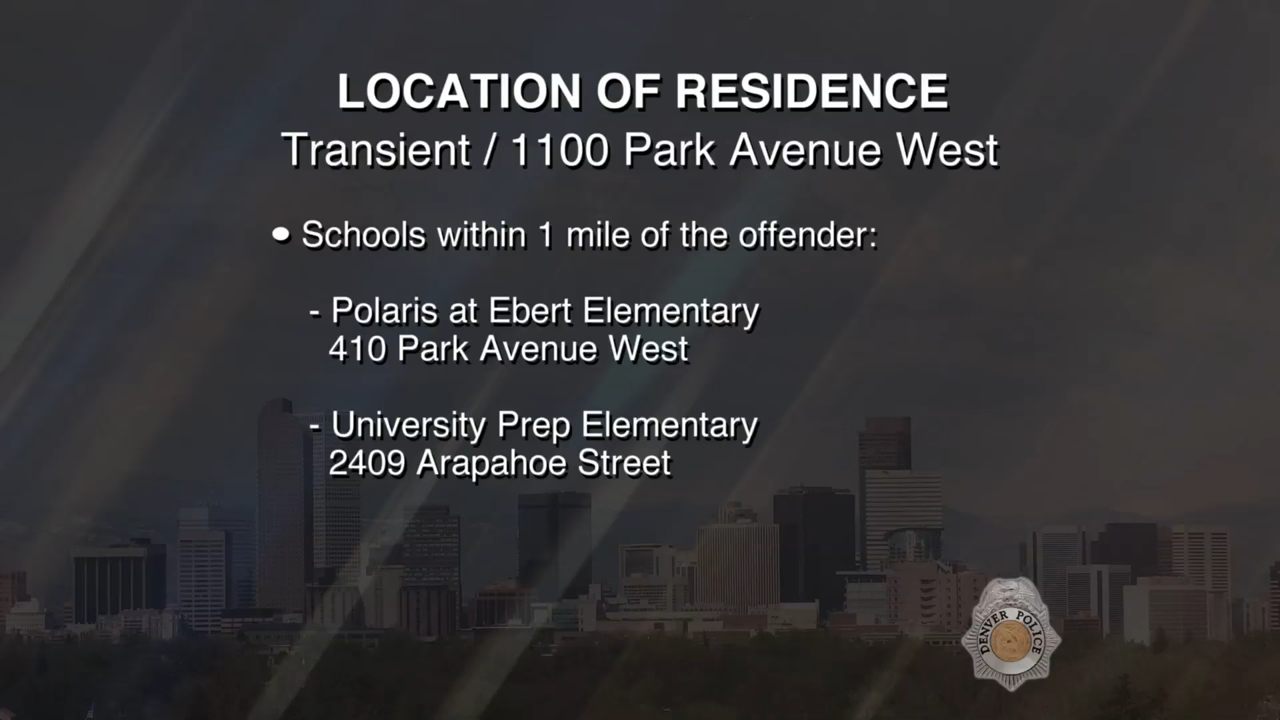 LOCATION OF RESIDENCE
Transient / 1100 Park Avenue West
• Schools within 1 mile of the offender:
- Polaris at Ebert Elementary
410 Park Avenue West
- University Prep Elementary
2409 Arapahoe Street
DENVER POLICE